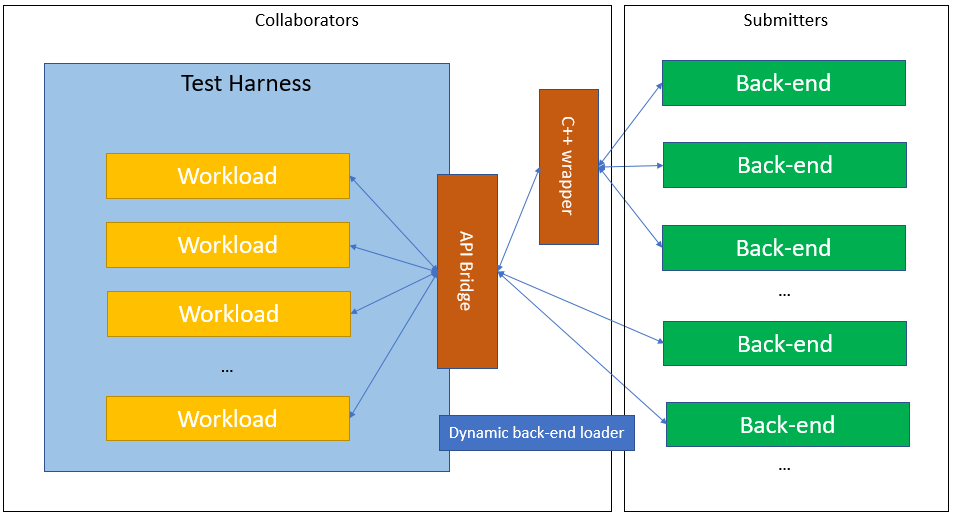 Collaborators
Submitters
Test Harness
Workload
Workload
Workload
...
Workload
API Bridge
C++ wrapper
Dynamic back-end loader
Back-end
Back-end
Back-end
...
Back-end
Back-end
...